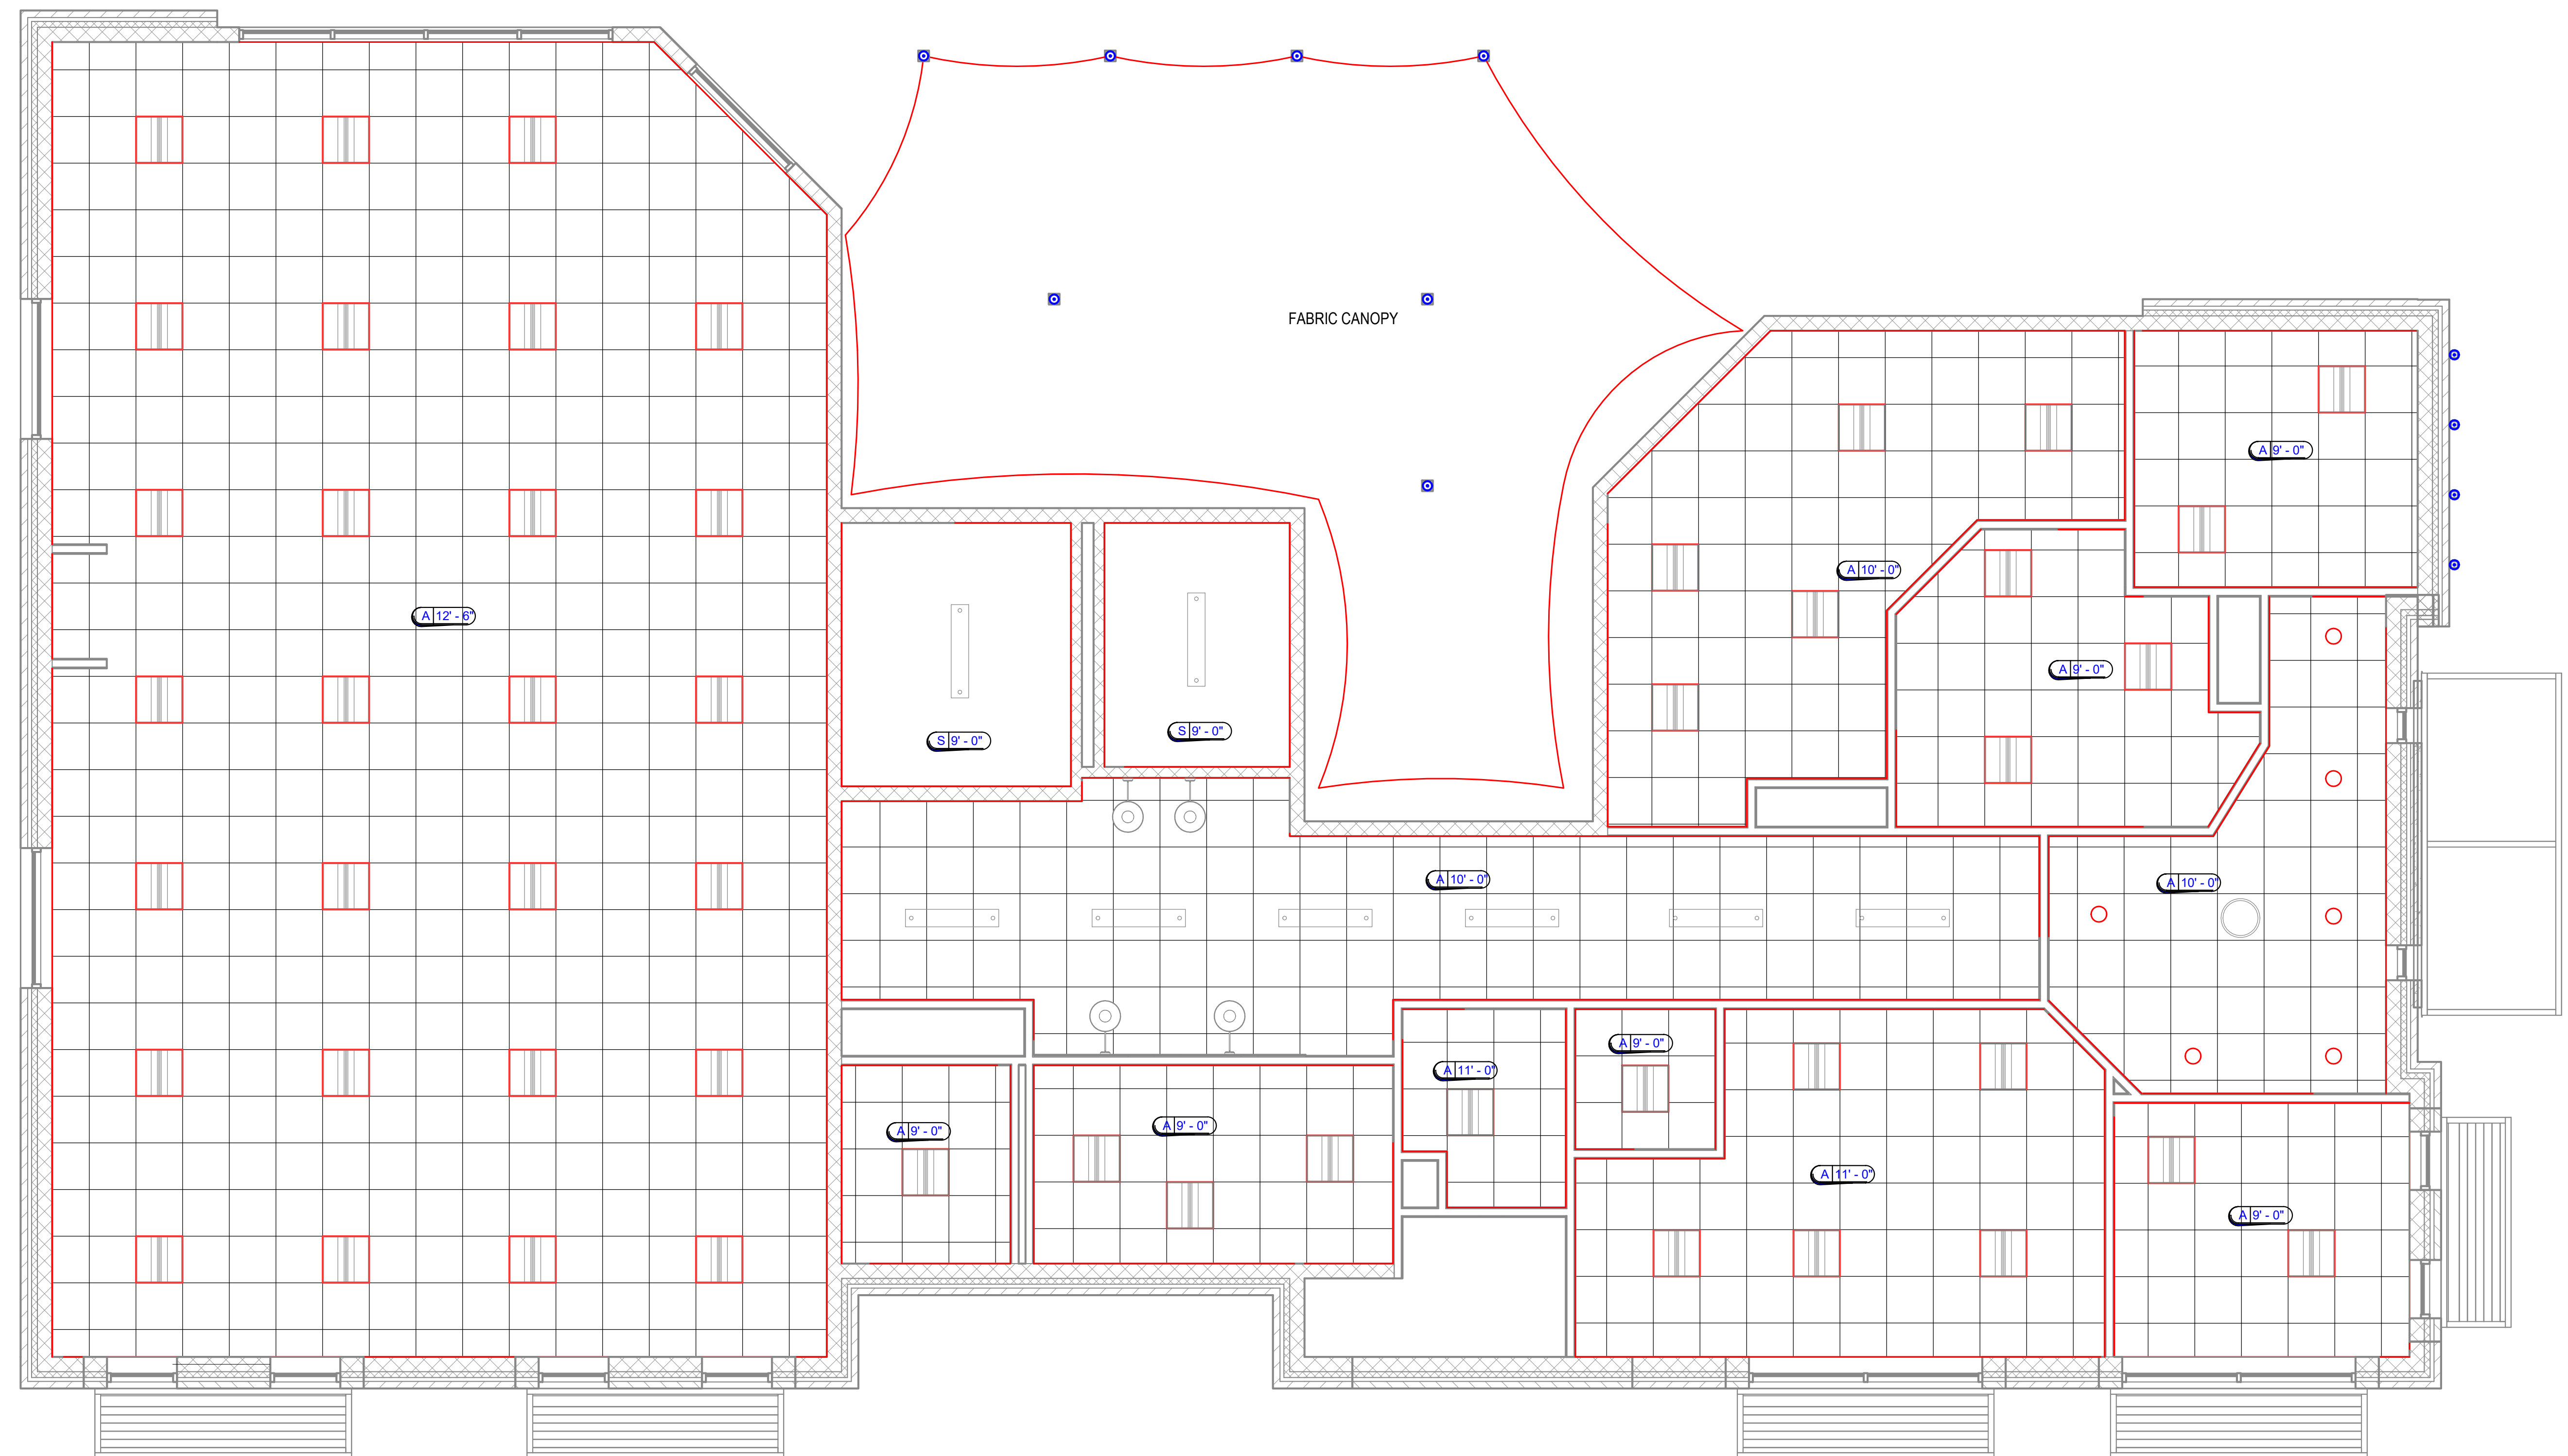 FABRIC CANOPY
A 9' - 0"
A 10' - 0"
A 12' - 6"
A 9' - 0"
S 9' - 0"
S 9' - 0"
A 10' - 0"
A 10' - 0"
A 9' - 0"
A 11' - 0"
A 9' - 0"
A 9' - 0"
A 11' - 0"
A 9' - 0"